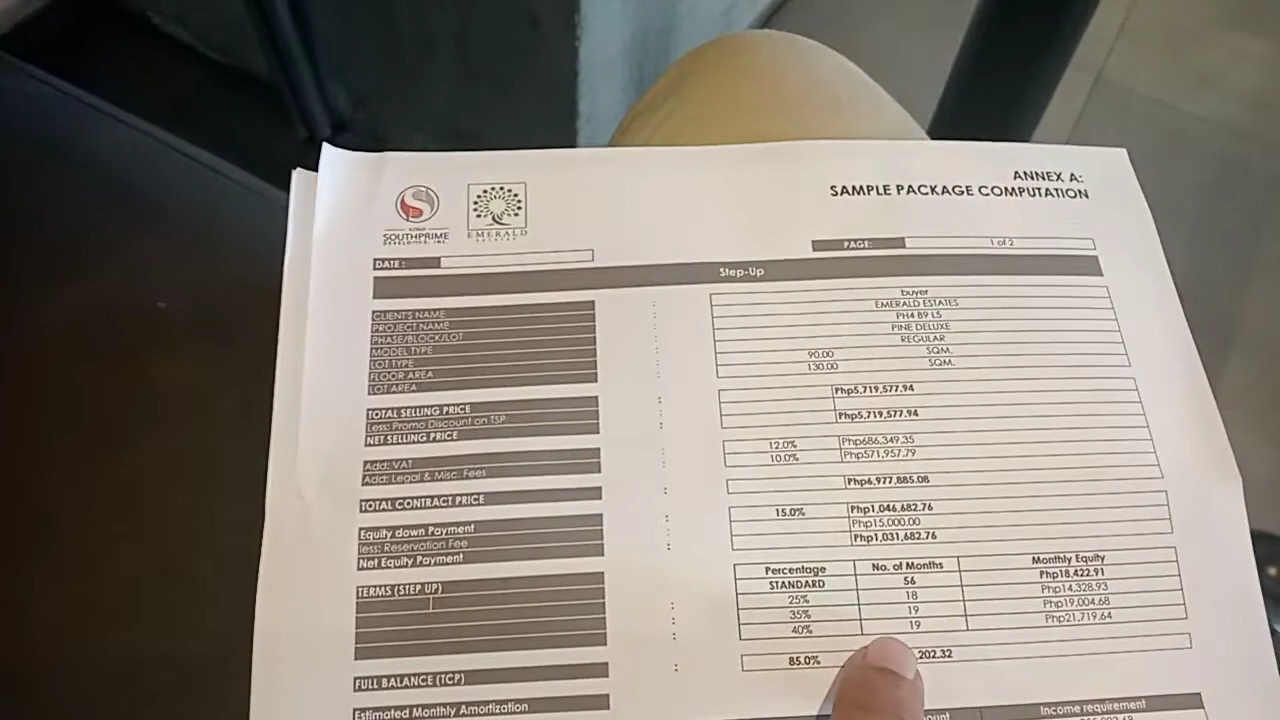 ANNEX A:
SAMPLE PACKAGE COMPUTATION
SOUTHPRIME
EMERALD
DATE :
PAGE: 1 of 2
Step-Up
CLIENT'S NAME : buyer
PROJECT NAME : EMERALD ESTATES
PHASE/BLOCK/LOT : PH4 B9 L5
MODEL TYPE : PINE DELUXE
LOT TYPE : REGULAR
FLOOR AREA : 90.00 SQM.
LOT AREA : 130.00 SQM.
TOTAL SELLING PRICE : Php5,719,577.94
Less: Promo Discount on TSP
NET SELLING PRICE : Php5,719,577.94
Add: VAT : 12.0% Php686,349.35
Add: Legal & Misc. Fees : 10.0% Php571,957.79
TOTAL CONTRACT PRICE : Php6,977,885.08
Equity down Payment : 15.0% Php1,046,682.76
less: Reservation Fee : Php15,000.00
Net Equity Payment : Php1,031,682.76
TERMS (STEP UP) Percentage No. of Months Monthly Equity
STANDARD 56 Php18,422.91
25% 18 Php14,328.93
35% 19 Php19,004.68
40% 19 Php21,719.64
FULL BALANCE (TCP) : 85.0% ,202.32
Estimated Monthly Amortization Income requirement